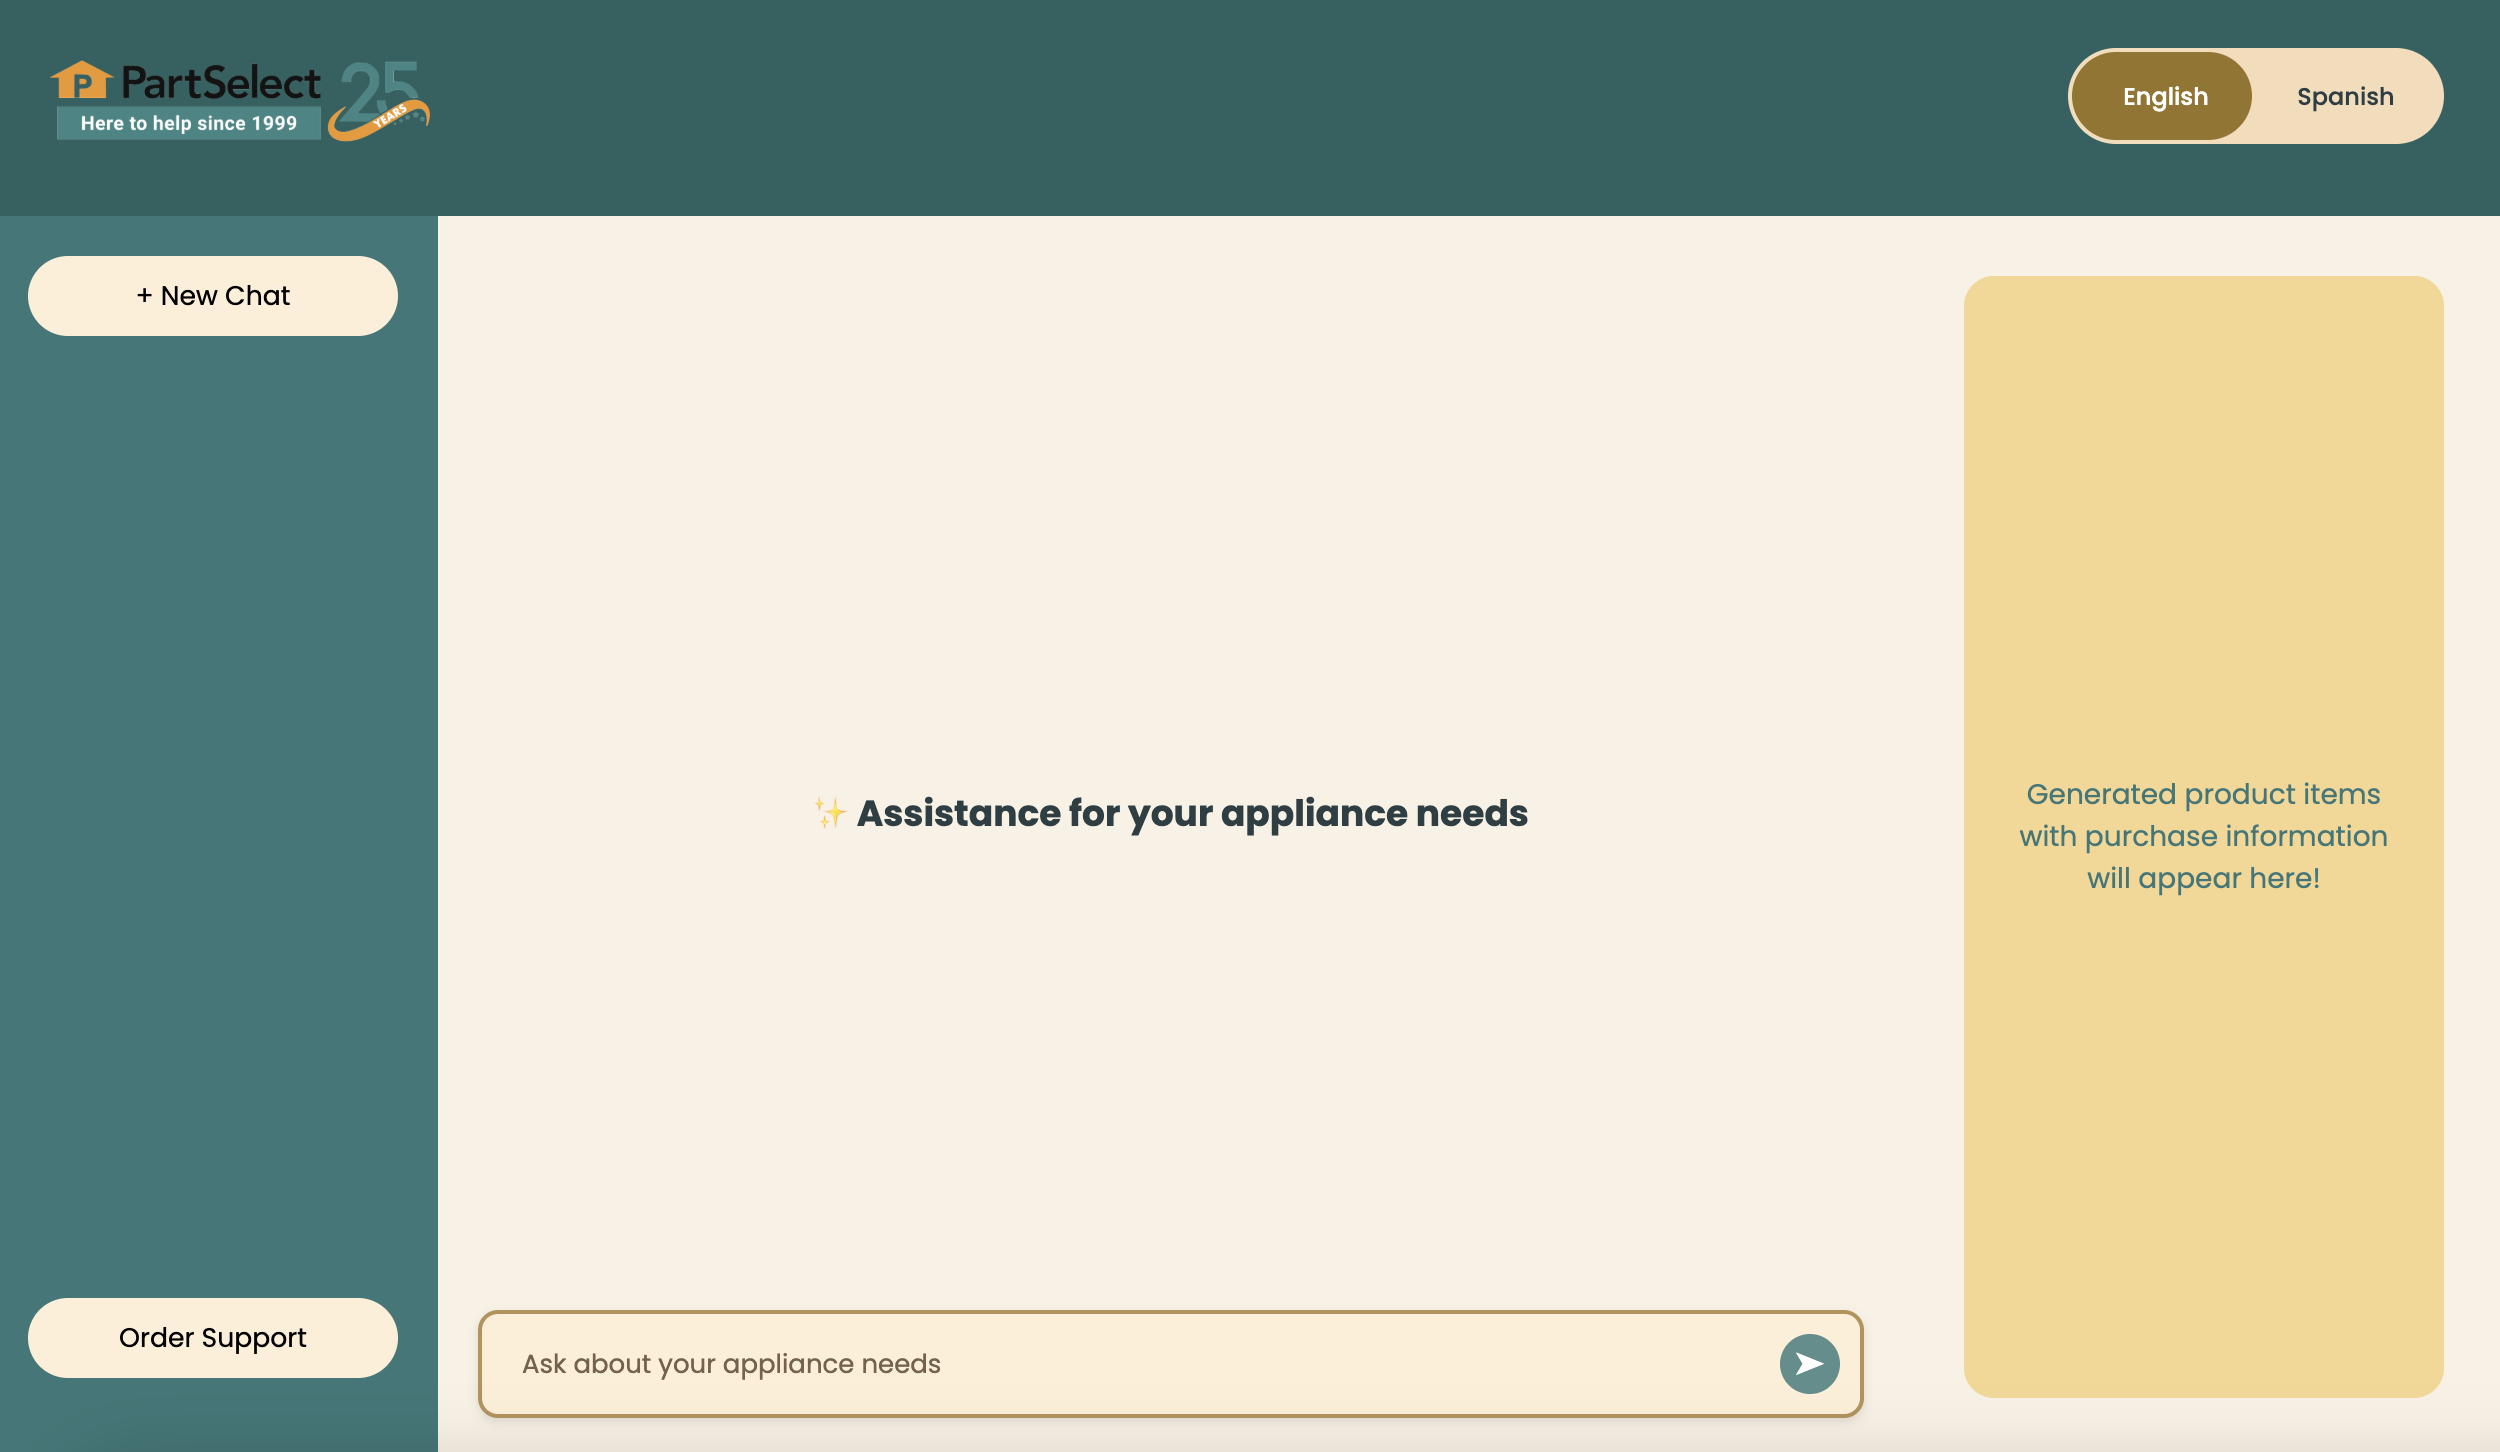 PartSelect
Here to help since 1999
25
YEARS
English
Spanish
+ New Chat
✨ Assistance for your appliance needs
Generated product items
with purchase information
will appear here!
Order Support
Ask about your appliance needs